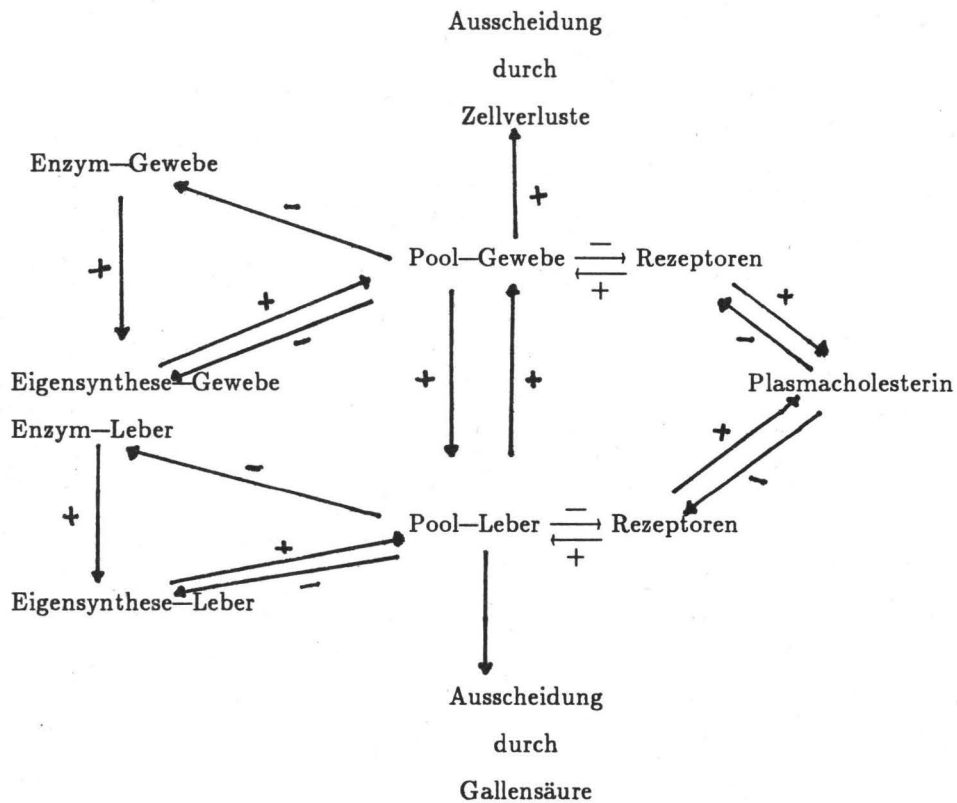 Ausscheidung
durch
Zellverluste
Enzym—Gewebe
+
−
+
Pool—Gewebe
−
+
Rezeptoren
+
−
+
−
Eigensynthese—Gewebe
+
+
Plasmacholesterin
Enzym—Leber
−
+
−
+
Pool—Leber
−
+
Rezeptoren
+
−
Eigensynthese—Leber
Ausscheidung
durch
Gallensäure